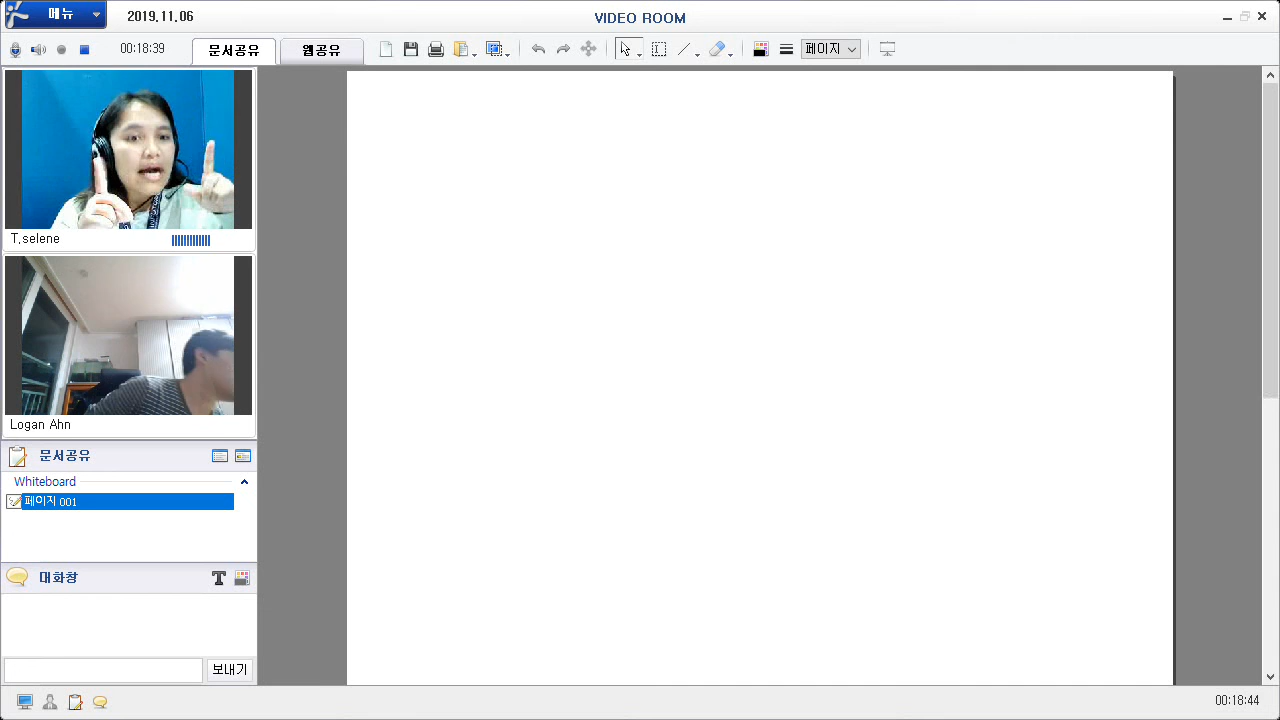 메뉴
2019.11.06
VIDEO ROOM
00:18:39
문서공유
웹공유
페이지
T.selene
Logan Ahn
문서공유
Whiteboard
페이지 001
대화창
보내기
00:18:44